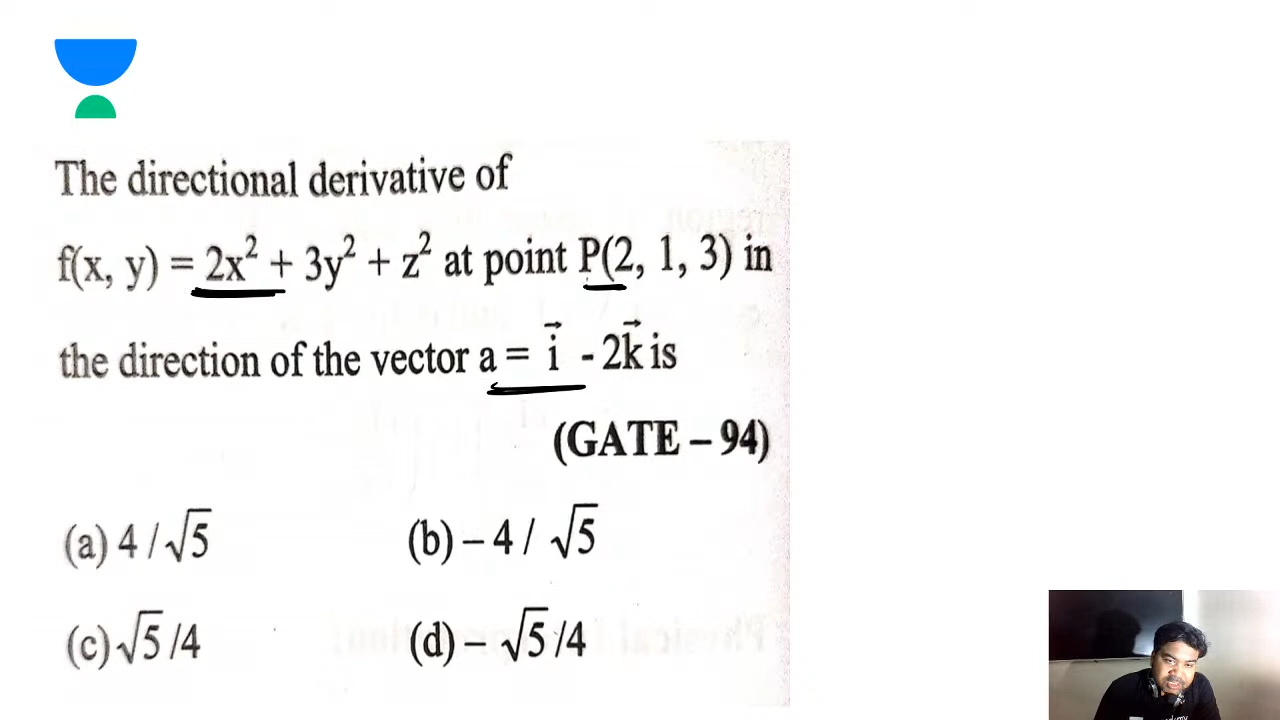 The directional derivative of
f(x, y) = 2x² + 3y² + z² at point P(2, 1, 3) in
the direction of the vector a = i⃗ - 2k⃗ is
(GATE – 94)
(a) 4 / √5 (b) – 4 / √5
(c) √5 /4 (d) – √5 /4